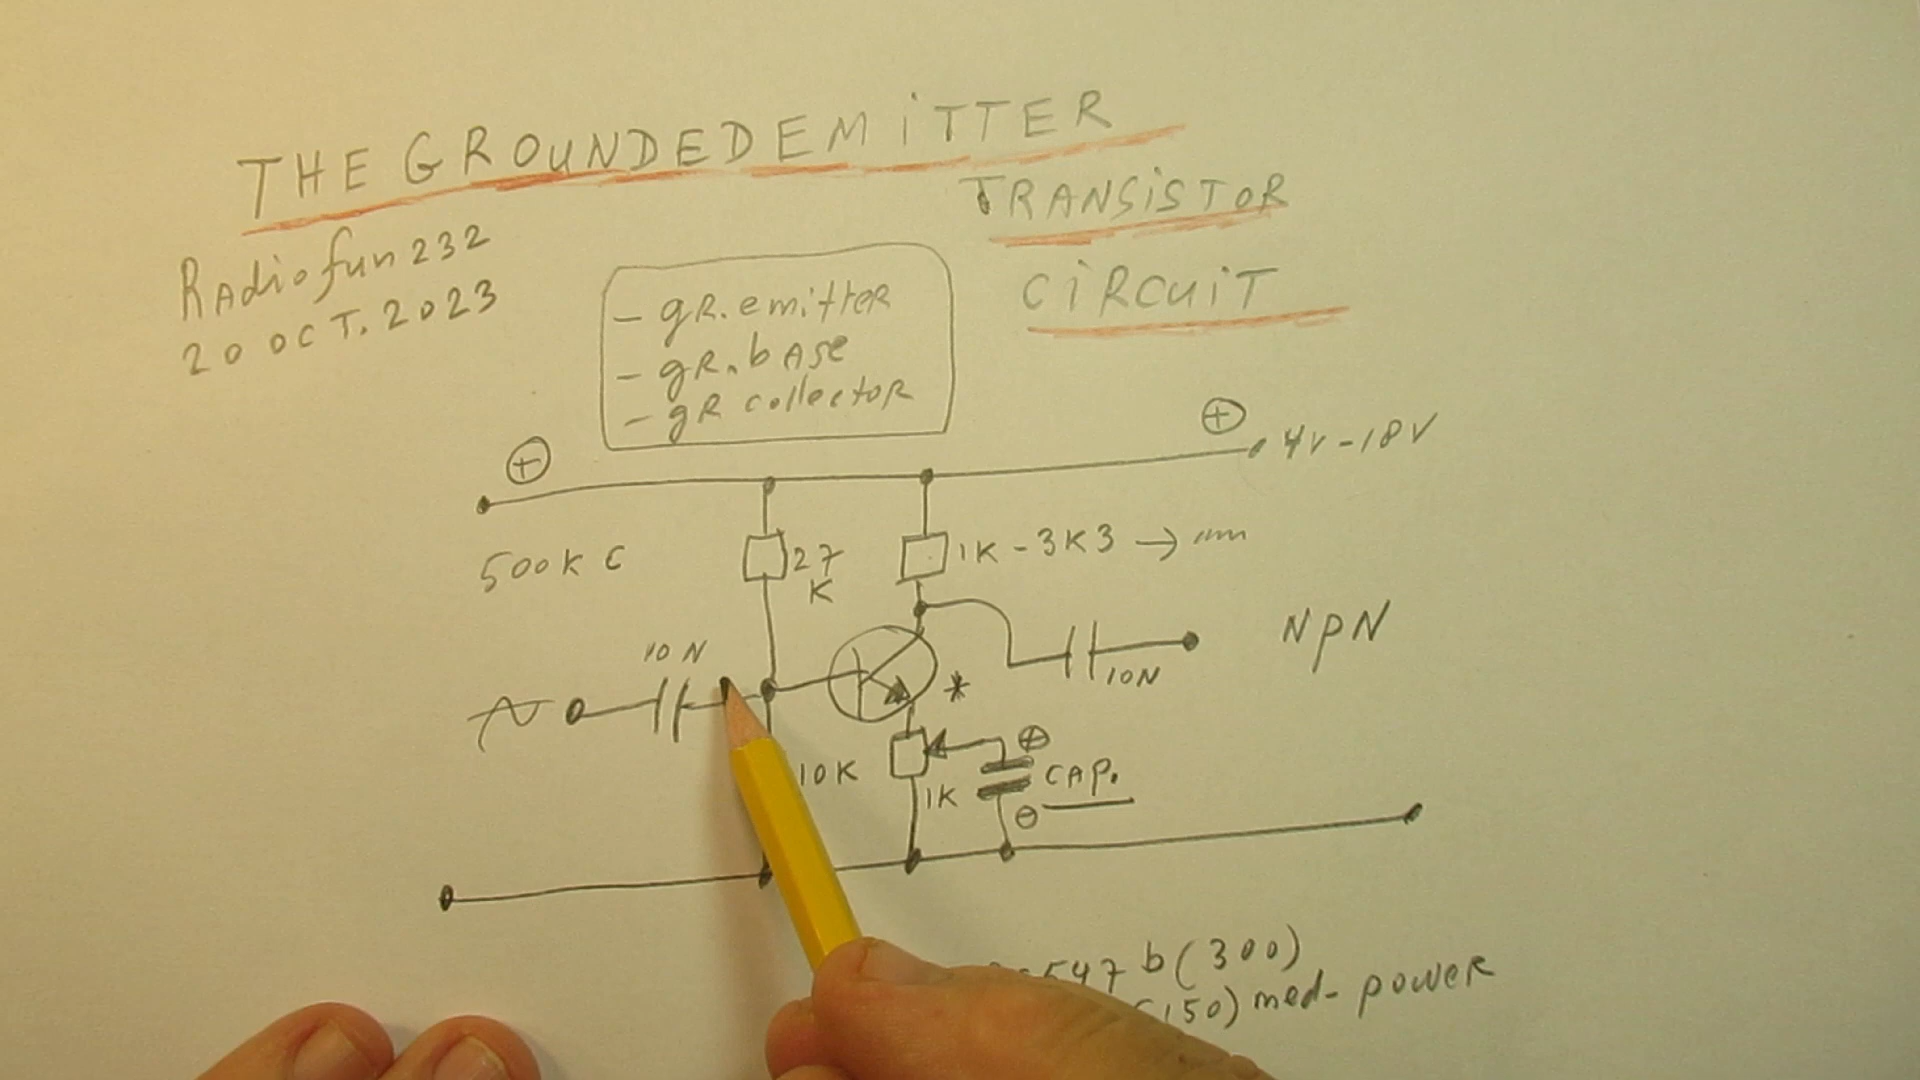 THE GROUNDED EMiTTER
TRANSiSTOR
CiRCUiT
RAdiofun232
20 OCT. 2023
- gR. emitteR
- gR. bAse
- gR collectoR
+
+
4V-18V
500K C
27
K
1K - 3K3 →
10 N
NPN
10N
*
10K
1K
+
CAP.
-
547 b (300)
(150) med- poweR